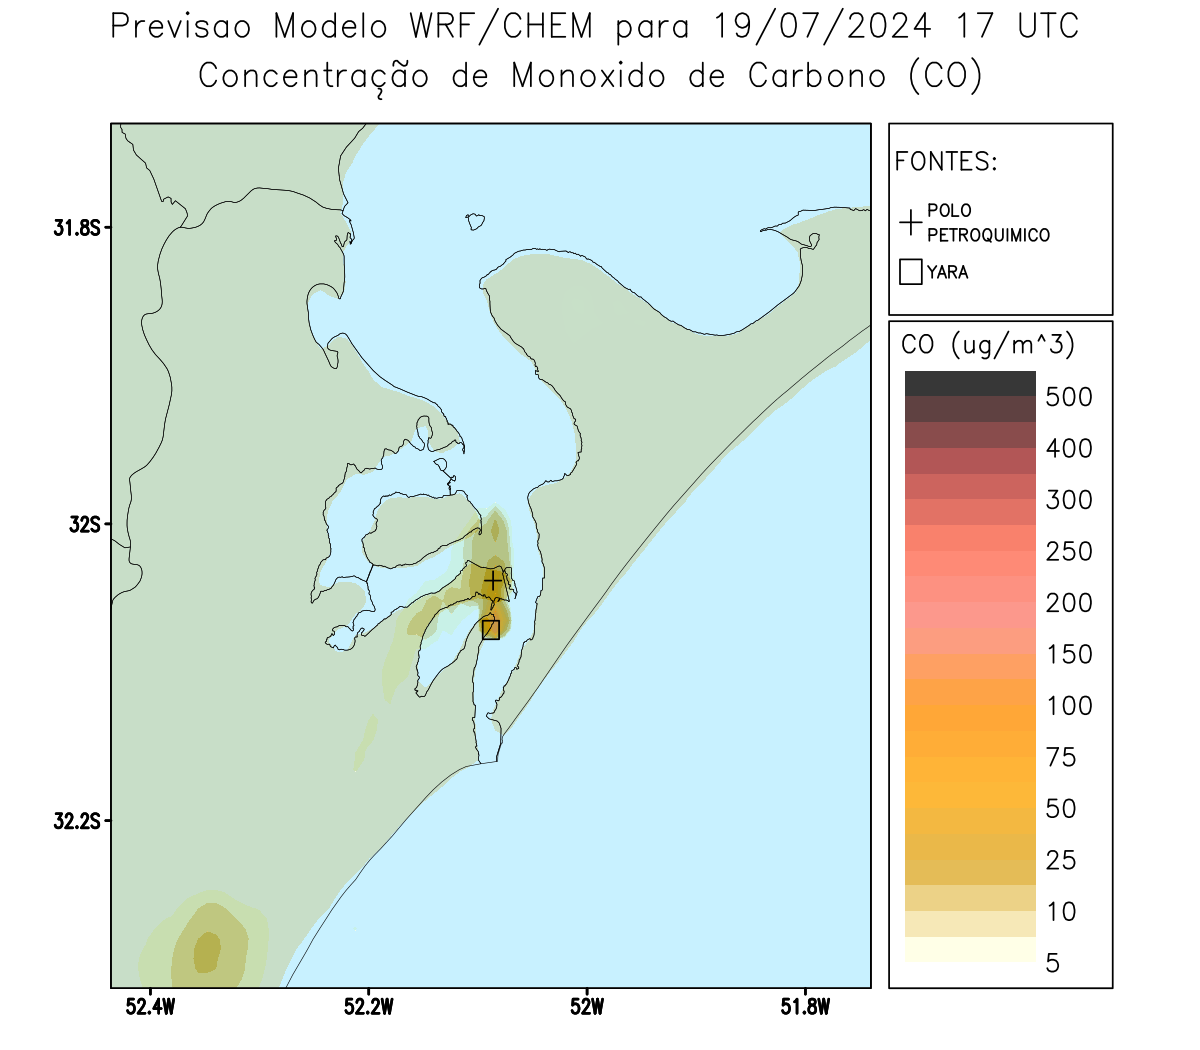 Previsao Modelo WRF/CHEM para 19/07/2024 17 UTC
Concentração de Monoxido de Carbono (CO)
FONTES:
POLO
PETROQUIMICO
YARA
CO (ug/m^3)
500
400
300
250
200
150
100
75
50
25
10
5
31.8S
32S
32.2S
52.4W
52.2W
52W
51.8W